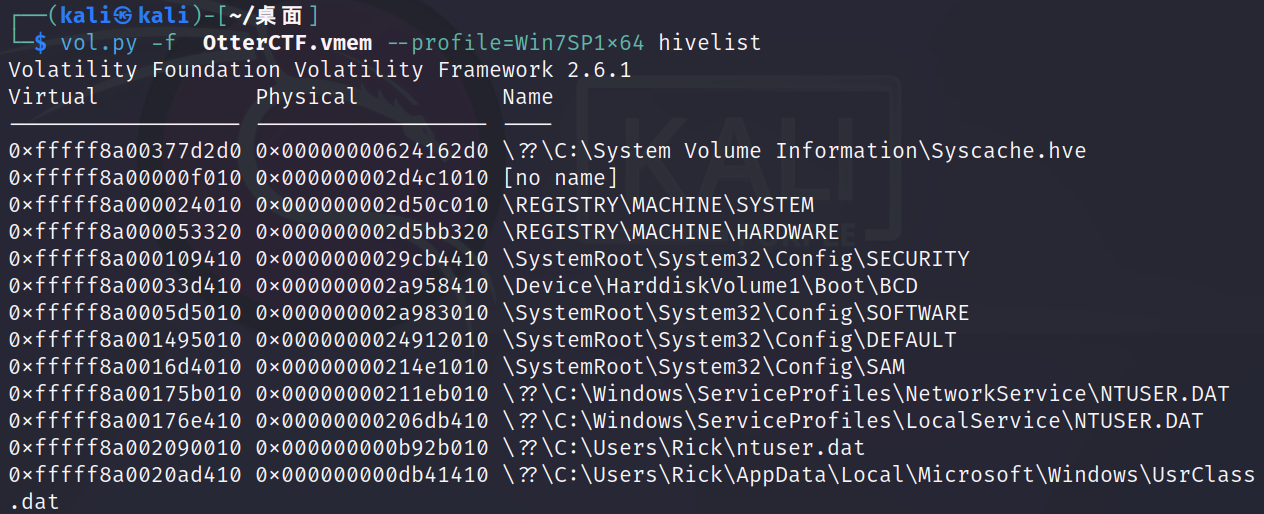 ┌──(kali㉿kali)-[~/桌面]
└─$ vol.py -f  OtterCTF.vmem --profile=Win7SP1x64 hivelist
Volatility Foundation Volatility Framework 2.6.1
Virtual            Physical           Name
------------------ ------------------ ----
0xfffff8a00377d2d0 0x00000000624162d0 \??\C:\System Volume Information\Syscache.hve
0xfffff8a00000f010 0x000000002d4c1010 [no name]
0xfffff8a000024010 0x000000002d50c010 \REGISTRY\MACHINE\SYSTEM
0xfffff8a000053320 0x000000002d5bb320 \REGISTRY\MACHINE\HARDWARE
0xfffff8a000109410 0x0000000029cb4410 \SystemRoot\System32\Config\SECURITY
0xfffff8a00033d410 0x000000002a958410 \Device\HarddiskVolume1\Boot\BCD
0xfffff8a0005d5010 0x000000002a983010 \SystemRoot\System32\Config\SOFTWARE
0xfffff8a001495010 0x0000000024912010 \SystemRoot\System32\Config\DEFAULT
0xfffff8a0016d4010 0x00000000214e1010 \SystemRoot\System32\Config\SAM
0xfffff8a00175b010 0x00000000211eb010 \??\C:\Windows\ServiceProfiles\NetworkService\NTUSER.DAT
0xfffff8a00176e410 0x00000000206db410 \??\C:\Windows\ServiceProfiles\LocalService\NTUSER.DAT
0xfffff8a002090010 0x000000000b92b010 \??\C:\Users\Rick\ntuser.dat
0xfffff8a0020ad410 0x000000000db41410 \??\C:\Users\Rick\AppData\Local\Microsoft\Windows\UsrClass
.dat
KALI